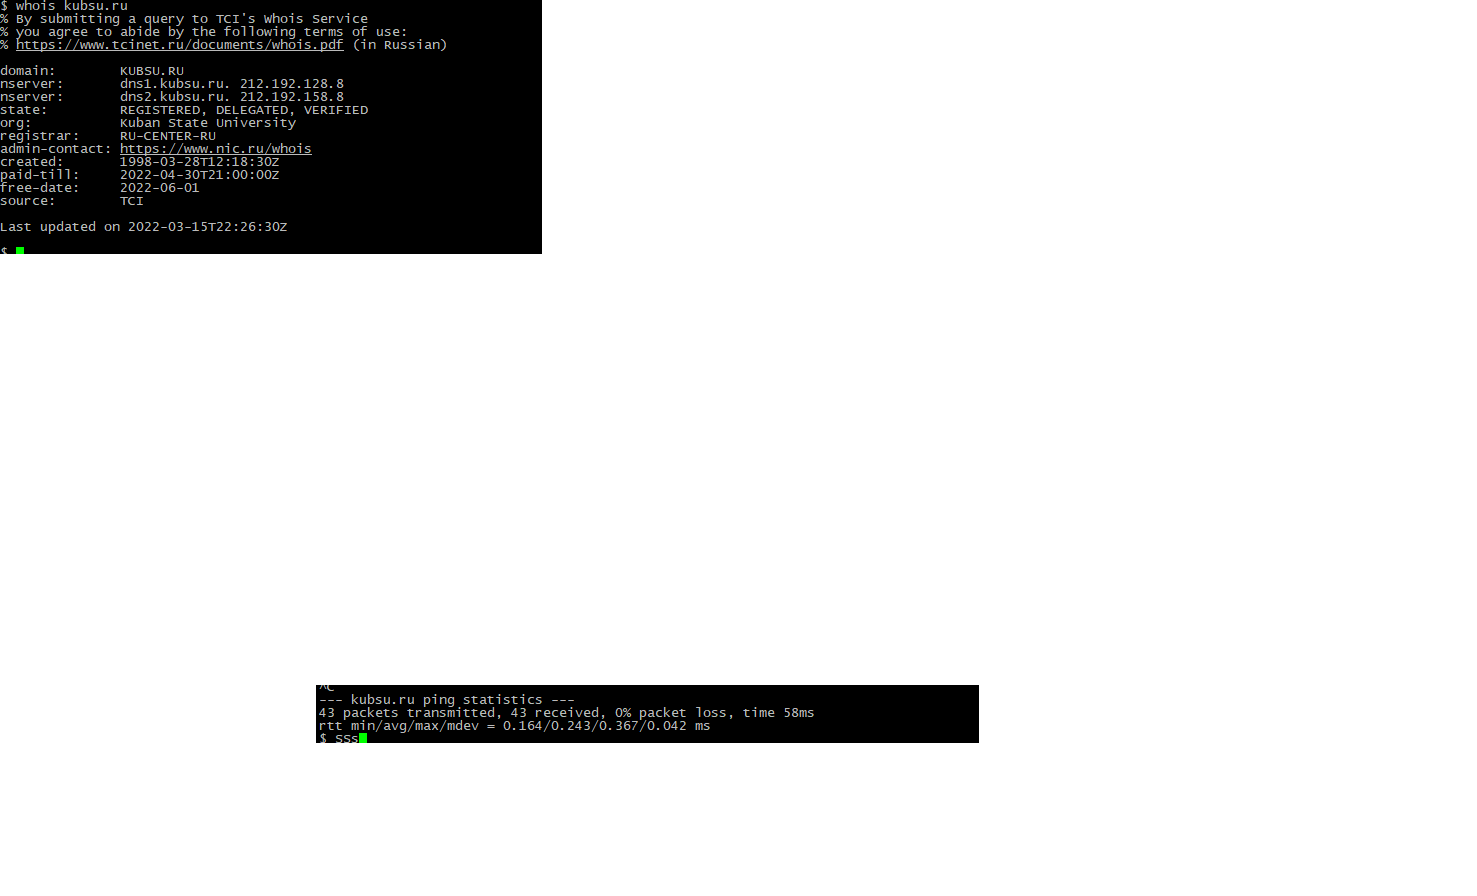 $ whois kubsu.ru
% By submitting a query to TCI's Whois Service
% you agree to abide by the following terms of use:
% https://www.tcinet.ru/documents/whois.pdf (in Russian)
domain: KUBSU.RU
nserver: dns1.kubsu.ru. 212.192.128.8
nserver: dns2.kubsu.ru. 212.192.158.8
state: REGISTERED, DELEGATED, VERIFIED
org: Kuban State University
registrar: RU-CENTER-RU
admin-contact: https://www.nic.ru/whois
created: 1998-03-28T12:18:30Z
paid-till: 2022-04-30T21:00:00Z
free-date: 2022-06-01
source: TCI
Last updated on 2022-03-15T22:26:30Z
$
^C
--- kubsu.ru ping statistics ---
43 packets transmitted, 43 received, 0% packet loss, time 58ms
rtt min/avg/max/mdev = 0.164/0.243/0.367/0.042 ms
$ sss